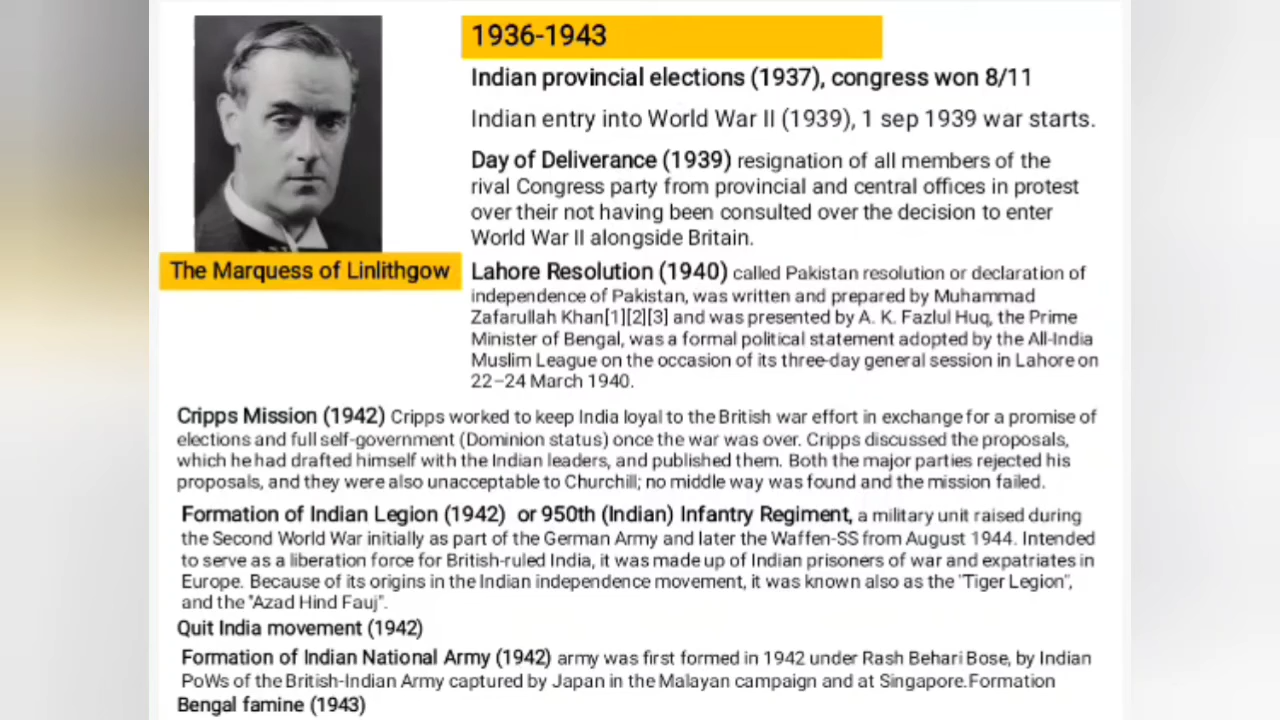 1936-1943
Indian provincial elections (1937), congress won 8/11
Indian entry into World War II (1939), 1 sep 1939 war starts.
Day of Deliverance (1939) resignation of all members of the
rival Congress party from provincial and central offices in protest
over their not having been consulted over the decision to enter
World War II alongside Britain.
The Marquess of Linlithgow
Lahore Resolution (1940) called Pakistan resolution or declaration of
independence of Pakistan, was written and prepared by Muhammad
Zafarullah Khan[1][2][3] and was presented by A. K. Fazlul Huq, the Prime
Minister of Bengal, was a formal political statement adopted by the All-India
Muslim League on the occasion of its three-day general session in Lahore on
22–24 March 1940.
Cripps Mission (1942) Cripps worked to keep India loyal to the British war effort in exchange for a promise of
elections and full self-government (Dominion status) once the war was over. Cripps discussed the proposals,
which he had drafted himself with the Indian leaders, and published them. Both the major parties rejected his
proposals, and they were also unacceptable to Churchill; no middle way was found and the mission failed.
Formation of Indian Legion (1942) or 950th (Indian) Infantry Regiment, a military unit raised during
the Second World War initially as part of the German Army and later the Waffen-SS from August 1944. Intended
to serve as a liberation force for British-ruled India, it was made up of Indian prisoners of war and expatriates in
Europe. Because of its origins in the Indian independence movement, it was known also as the "Tiger Legion",
and the "Azad Hind Fauj".
Quit India movement (1942)
Formation of Indian National Army (1942) army was first formed in 1942 under Rash Behari Bose, by Indian
PoWs of the British-Indian Army captured by Japan in the Malayan campaign and at Singapore.Formation
Bengal famine (1943)